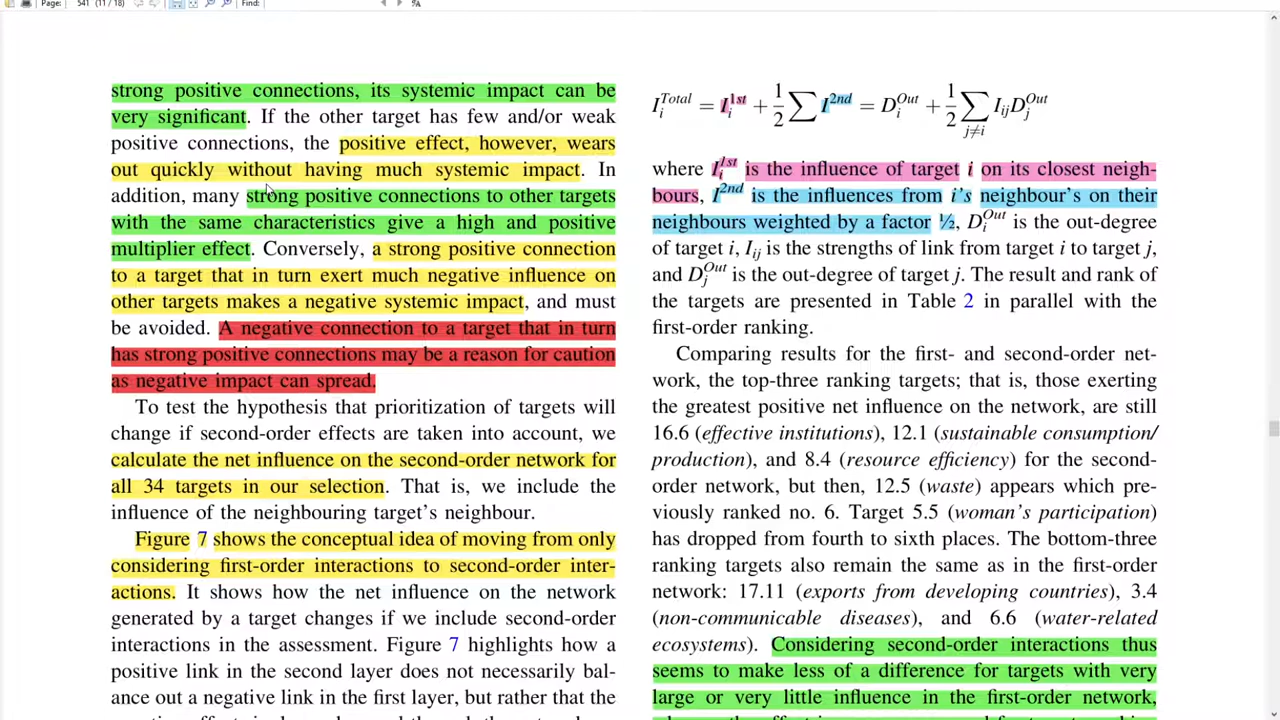 Page: 541 (11 / 18) Find:
strong positive connections, its systemic impact can be
very significant. If the other target has few and/or weak
positive connections, the positive effect, however, wears
out quickly without having much systemic impact. In
addition, many strong positive connections to other targets
with the same characteristics give a high and positive
multiplier effect. Conversely, a strong positive connection
to a target that in turn exert much negative influence on
other targets makes a negative systemic impact, and must
be avoided. A negative connection to a target that in turn
has strong positive connections may be a reason for caution
as negative impact can spread.
To test the hypothesis that prioritization of targets will
change if second-order effects are taken into account, we
calculate the net influence on the second-order network for
all 34 targets in our selection. That is, we include the
influence of the neighbouring target's neighbour.
Figure 7 shows the conceptual idea of moving from only
considering first-order interactions to second-order inter-
actions. It shows how the net influence on the network
generated by a target changes if we include second-order
interactions in the assessment. Figure 7 highlights how a
positive link in the second layer does not necessarily bal-
ance out a negative link in the first layer, but rather that the
I_i^Total = I_i^1st + 1/2 ∑ I^2nd = D_i^Out + 1/2 ∑_{j≠i} I_ij D_j^Out
where I_i^1st is the influence of target i on its closest neigh-
bours, I^2nd is the influences from i's neighbour's on their
neighbours weighted by a factor ½, D_i^Out is the out-degree
of target i, I_ij is the strengths of link from target i to target j,
and D_j^Out is the out-degree of target j. The result and rank of
the targets are presented in Table 2 in parallel with the
first-order ranking.
Comparing results for the first- and second-order net-
work, the top-three ranking targets; that is, those exerting
the greatest positive net influence on the network, are still
16.6 (effective institutions), 12.1 (sustainable consumption/
production), and 8.4 (resource efficiency) for the second-
order network, but then, 12.5 (waste) appears which pre-
viously ranked no. 6. Target 5.5 (woman's participation)
has dropped from fourth to sixth places. The bottom-three
ranking targets also remain the same as in the first-order
network: 17.11 (exports from developing countries), 3.4
(non-communicable diseases), and 6.6 (water-related
ecosystems). Considering second-order interactions thus
seems to make less of a difference for targets with very
large or very little influence in the first-order network,